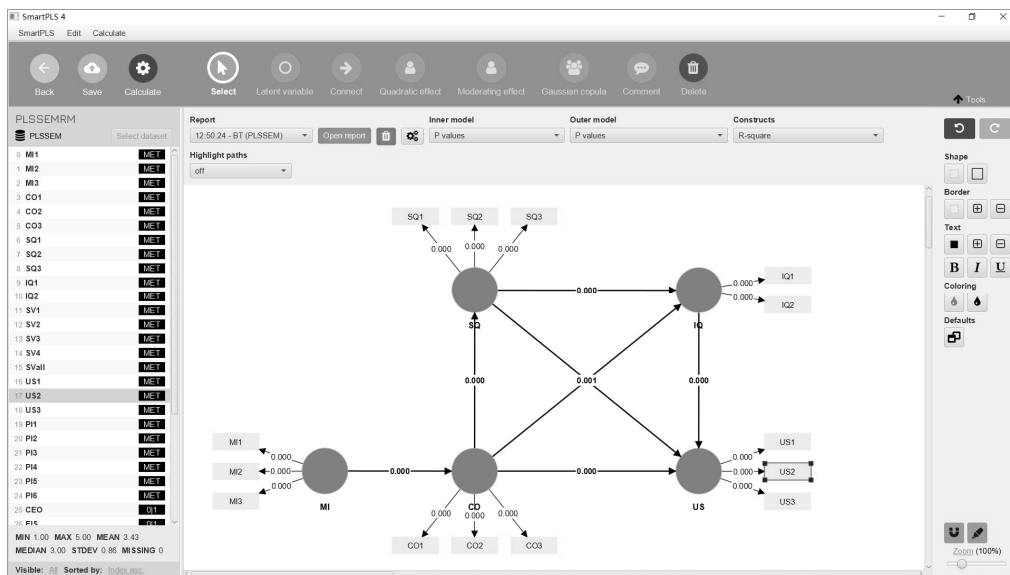 SmartPLS 4
SmartPLS Edit Calculate
Back Save Calculate Select Latent variable Connect Quadratic effect Moderating effect Gaussian copula Comment Delete
Tools
PLSSEMRM
PLSSEM Select dataset
0 MI1 MET
1 MI2 MET
2 MI3 MET
3 CO1 MET
4 CO2 MET
5 CO3 MET
6 SQ1 MET
7 SQ2 MET
8 SQ3 MET
9 IQ1 MET
10 IQ2 MET
11 SV1 MET
12 SV2 MET
13 SV3 MET
14 SV4 MET
15 SVall MET
16 US1 MET
17 US2 MET
18 US3 MET
19 PI1 MET
20 PI2 MET
21 PI3 MET
22 PI4 MET
23 PI5 MET
24 PI6 MET
25 CEO 0|1
26 EIS 0|1
MIN 1.00 MAX 5.00 MEAN 3.43
MEDIAN 3.00 STDEV 0.86 MISSING 0
Visible: All Sorted by: Index asc.
Report Inner model Outer model Constructs
12:50:24 - BT (PLSSEM) Open report P values P values R-square
Highlight paths
off
SQ1 SQ2 SQ3
0.000 0.000 0.000
SQ
0.000
IQ
0.000 IQ1
0.000 IQ2
0.000 0.001 0.000
MI1 0.000
MI2 0.000
MI3 0.000
MI
0.000
CO
0.000
US
0.000 US1
0.000 US2
0.000 US3
0.000 0.000 0.000
CO1 CO2 CO3
Shape
Border
Text
B I U
Coloring
Defaults
Zoom (100%)